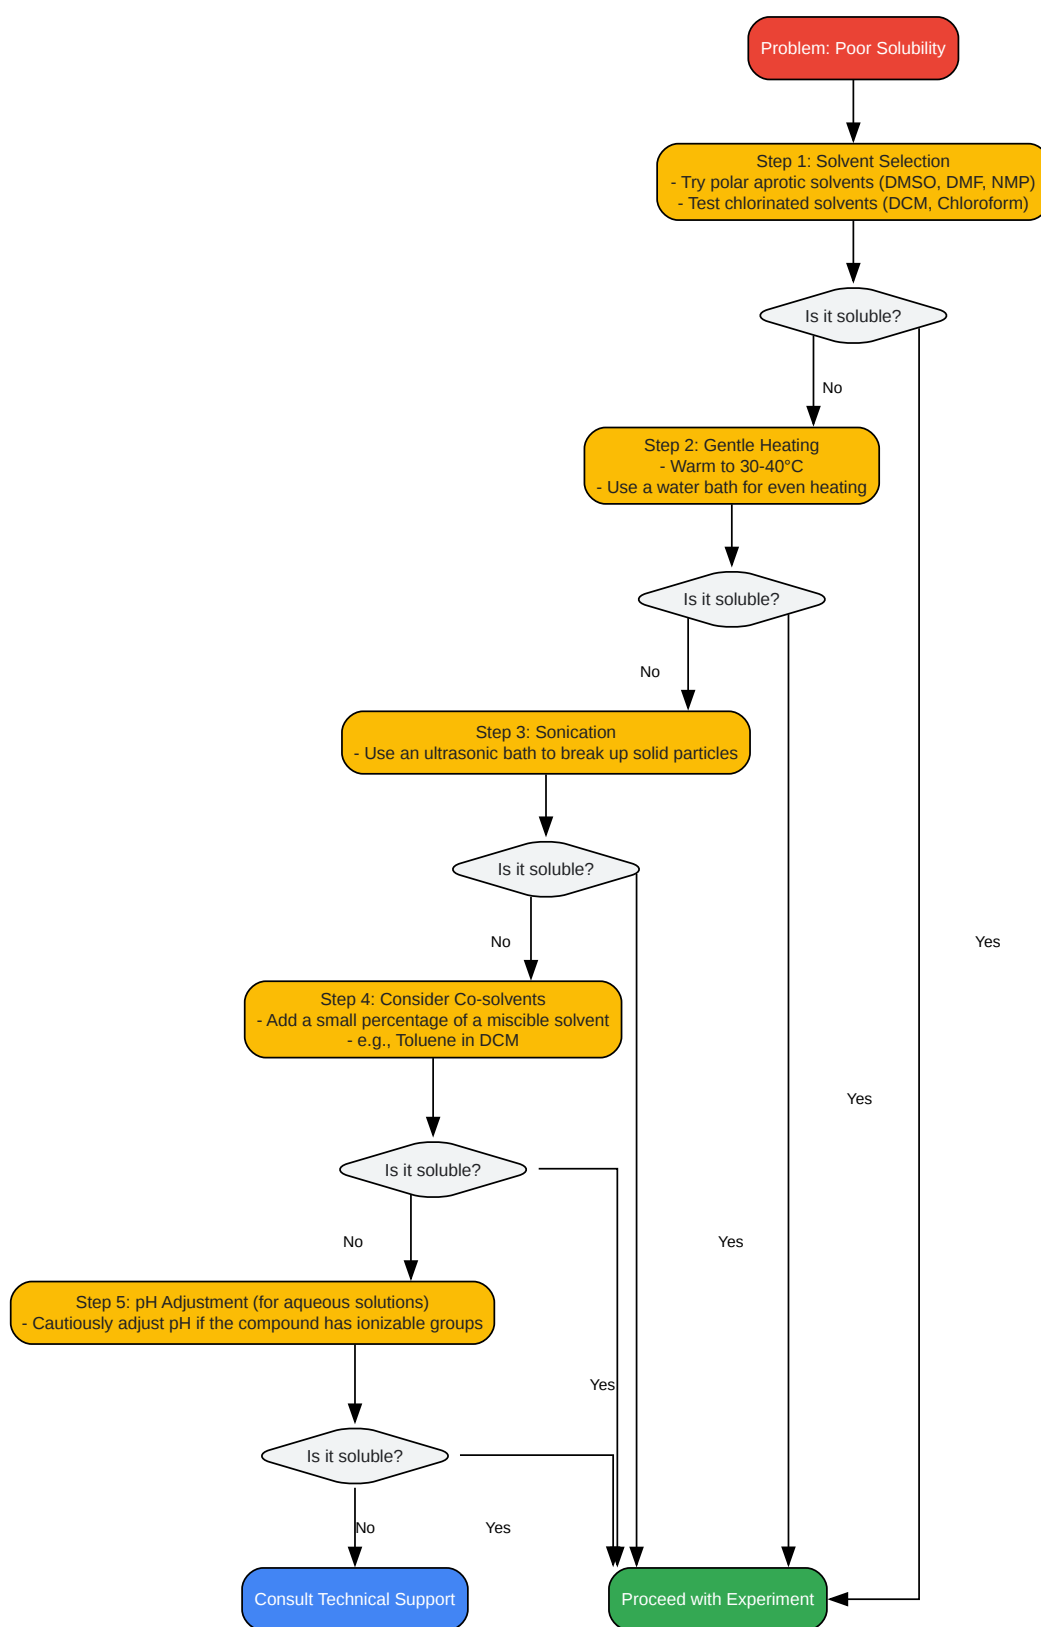 Problem: Poor Solubility
Step 1: Solvent Selection
- Try polar aprotic solvents (DMSO, DMF, NMP)
- Test chlorinated solvents (DCM, Chloroform)
Is it soluble?
No
Step 2: Gentle Heating
- Warm to 30-40°C
- Use a water bath for even heating
Is it soluble?
No
Step 3: Sonication
- Use an ultrasonic bath to break up solid particles
Is it soluble?
No
Yes
Step 4: Consider Co-solvents
- Add a small percentage of a miscible solvent
- e.g., Toluene in DCM
Yes
Is it soluble?
No
Yes
Step 5: pH Adjustment (for aqueous solutions)
- Cautiously adjust pH if the compound has ionizable groups
Yes
Is it soluble?
No
Yes
Consult Technical Support
Proceed with Experiment